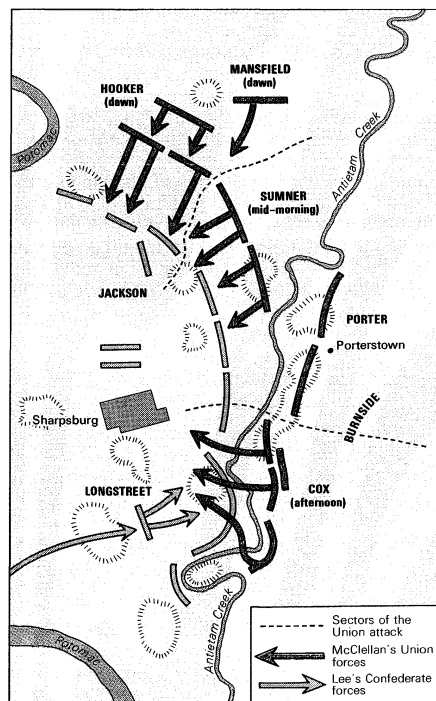 MANSFIELD
(dawn)
HOOKER
(dawn)
Antietam Creek
Potomac
SUMNER
(mid–morning)
JACKSON
PORTER
Porterstown
BURNSIDE
Sharpsburg
LONGSTREET
COX
(afternoon)
Antietam Creek
Potomac
Sectors of the
Union attack
McClellan's Union
forces
Lee's Confederate
forces